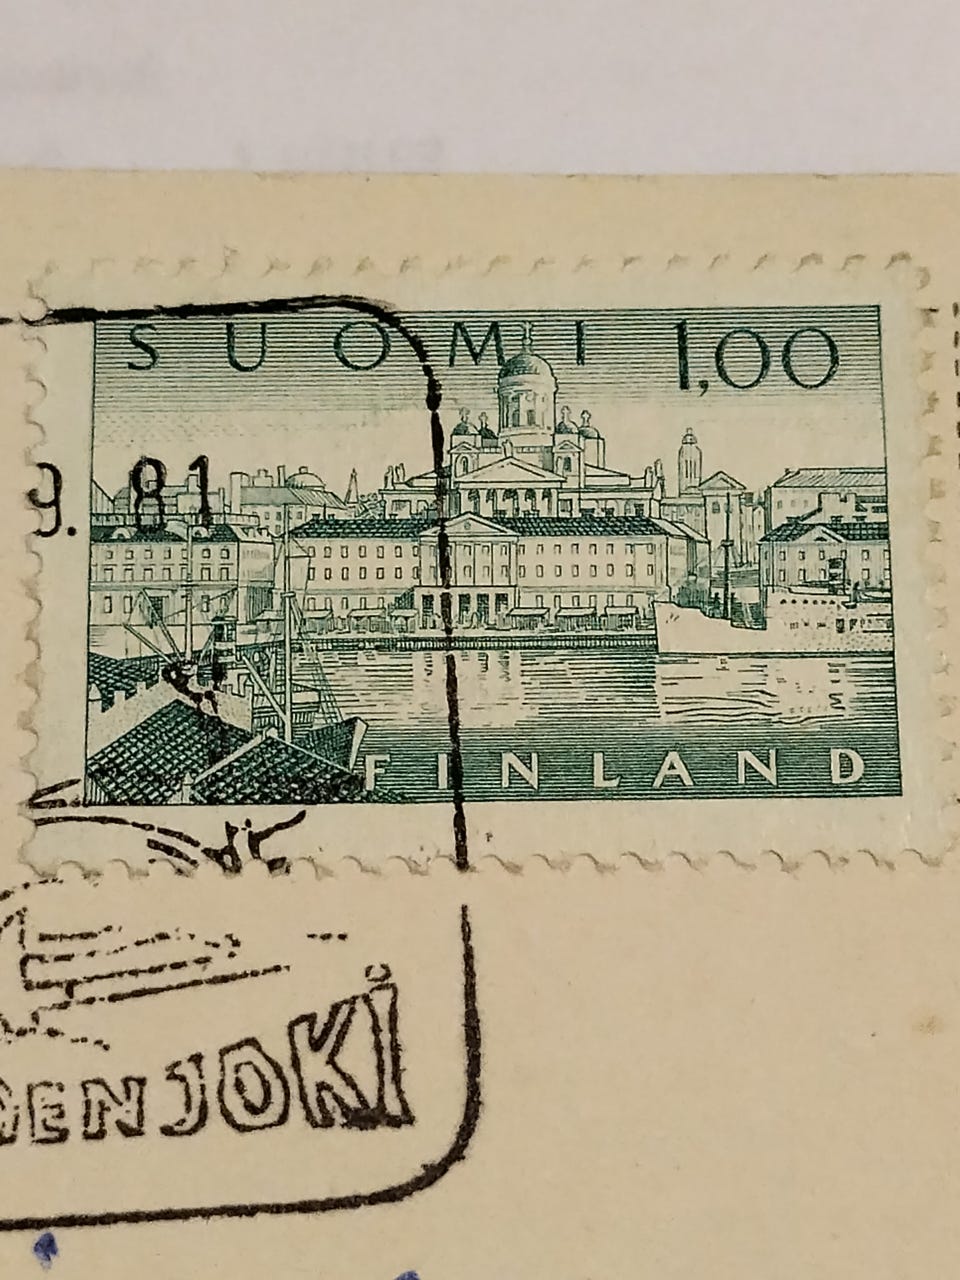 SUOMI 1,00
9. 81
FINLAND
ENJOKI